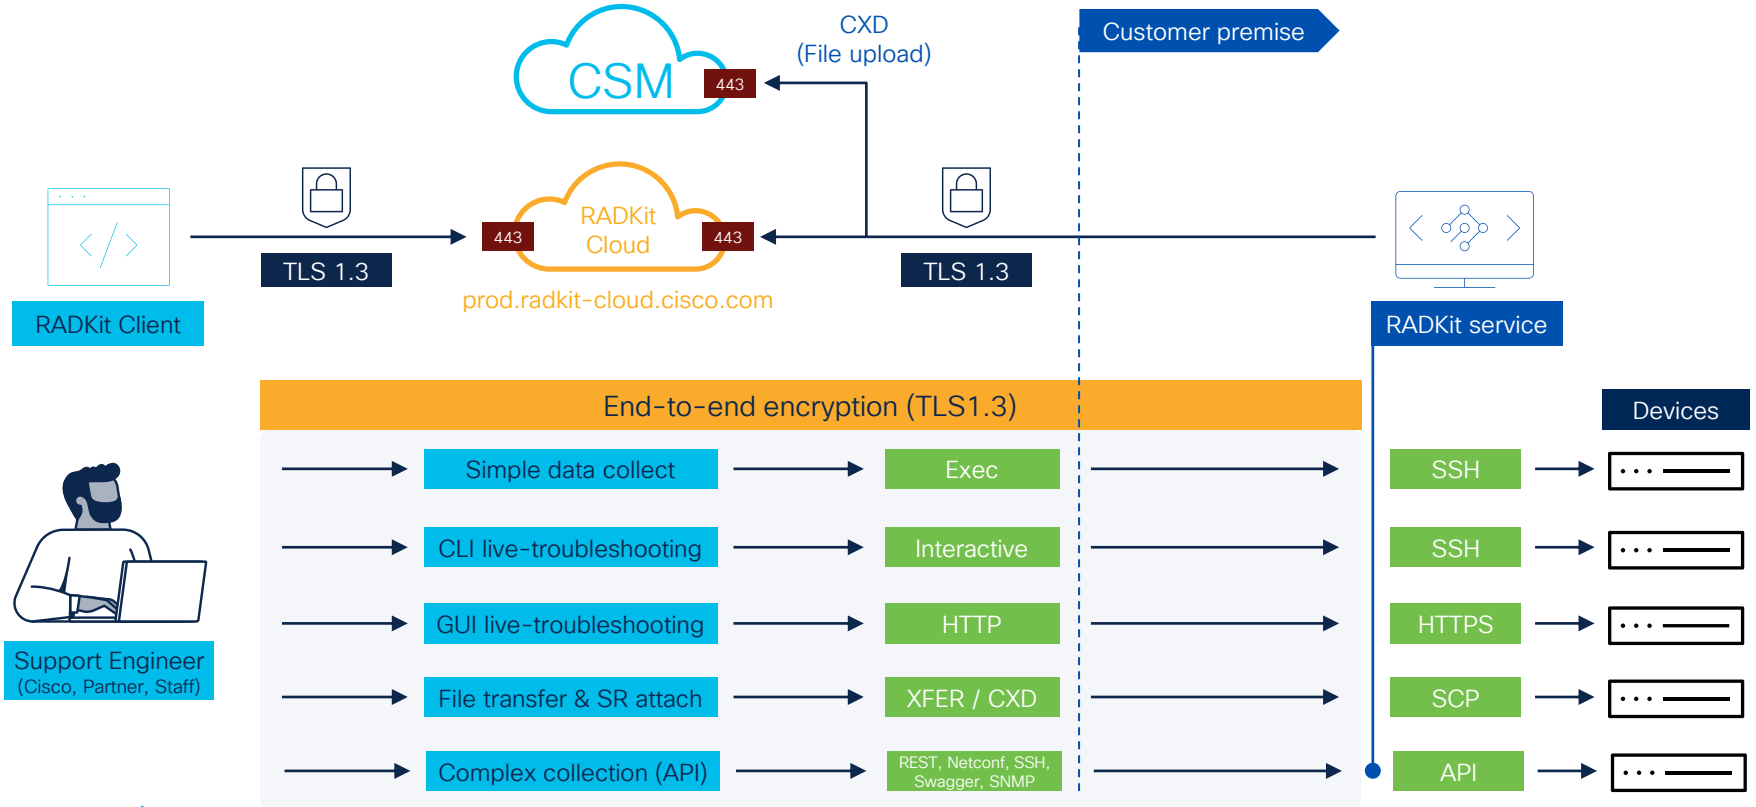 CXD
(File upload)
Customer premise
CSM
443
RADKit
Cloud
443
443
TLS 1.3
TLS 1.3
prod.radkit-cloud.cisco.com
RADKit Client
RADKit service
End-to-end encryption (TLS1.3)
Devices
Simple data collect
Exec
SSH
CLI live-troubleshooting
Interactive
SSH
GUI live-troubleshooting
HTTP
HTTPS
Support Engineer
(Cisco, Partner, Staff)
File transfer & SR attach
XFER / CXD
SCP
Complex collection (API)
REST, Netconf, SSH,
Swagger, SNMP
API